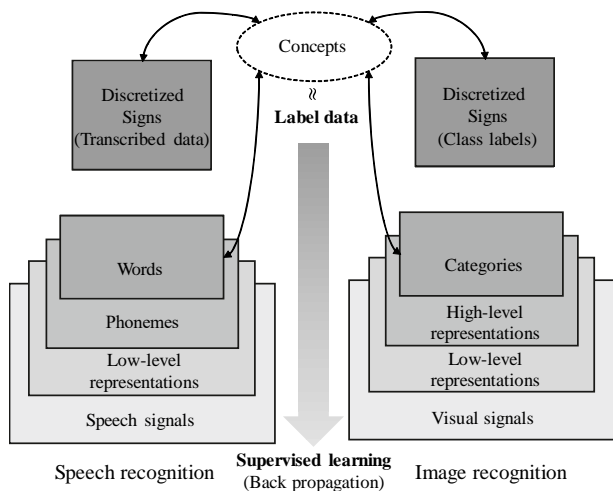 Concepts
Discretized
Signs
(Transcribed data)
≈
Label data
Discretized
Signs
(Class labels)
Words
Phonemes
Low-level
representations
Speech signals
Categories
High-level
representations
Low-level
representations
Visual signals
Speech recognition
Supervised learning
(Back propagation)
Image recognition